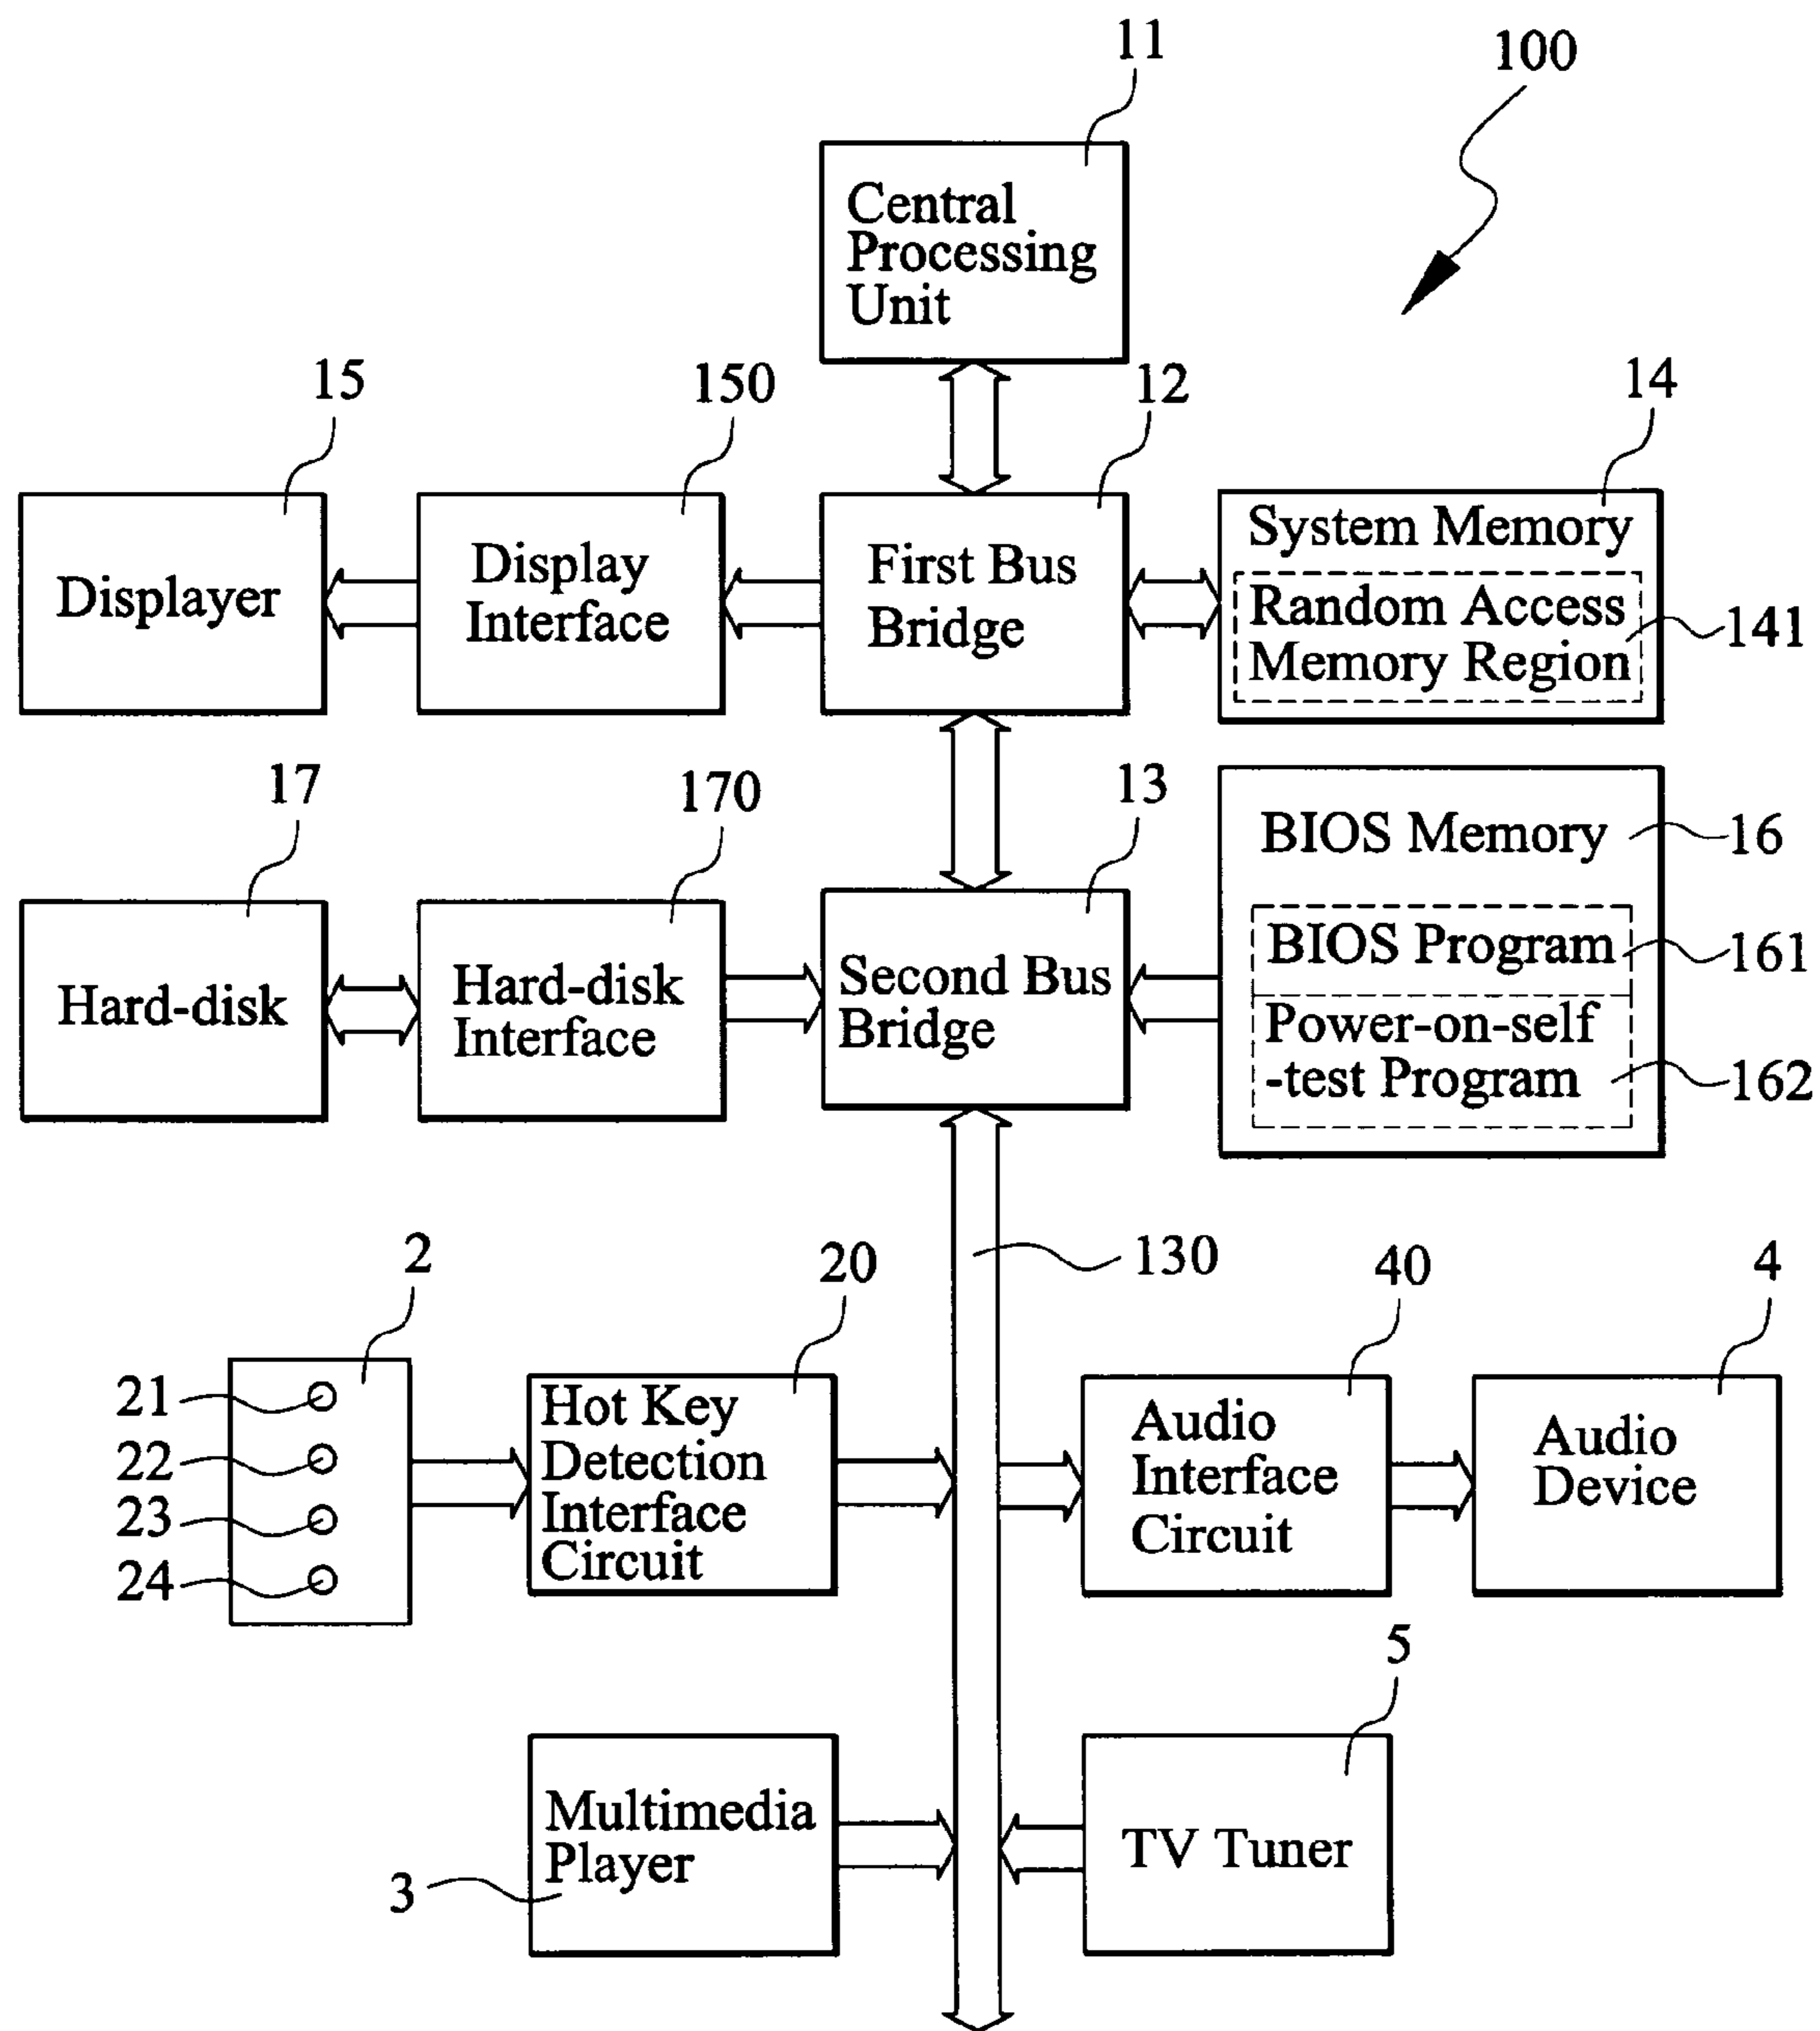 11
100
Central
Processing
Unit
15
150
12
14
Displayer
Display
Interface
First Bus
Bridge
System Memory
Random Access
Memory Region
141
17
170
13
BIOS Memory
16
BIOS Program
161
Power-on-self
-test Program
162
Hard-disk
Hard-disk
Interface
Second Bus
Bridge
2
20
130
40
4
21
22
23
24
Hot Key
Detection
Interface
Circuit
Audio
Interface
Circuit
Audio
Device
5
Multimedia
Player
3
TV Tuner